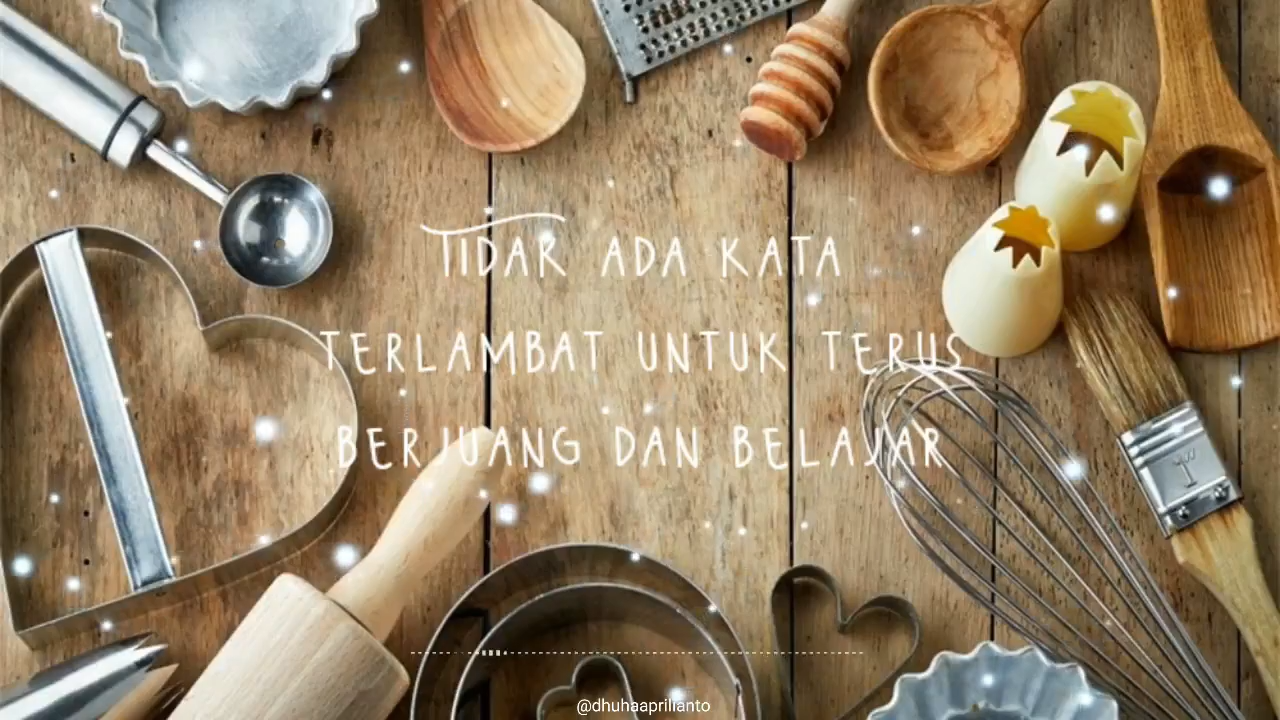 TIDAR ADA KATA
TERLAMBAT UNTUK TERUS
BERJUANG DAN BELAJAR
@dhuhaaprilianto